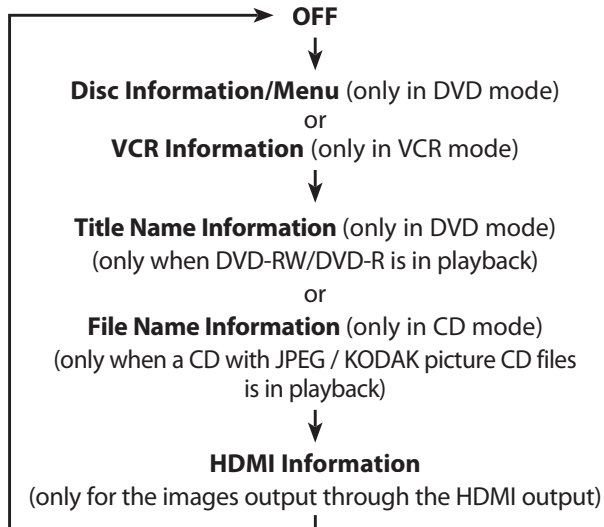 OFF
Disc Information/Menu (only in DVD mode)
or
VCR Information (only in VCR mode)
Title Name Information (only in DVD mode)
(only when DVD-RW/DVD-R is in playback)
or
File Name Information (only in CD mode)
(only when a CD with JPEG / KODAK picture CD files
is in playback)
HDMI Information
(only for the images output through the HDMI output)